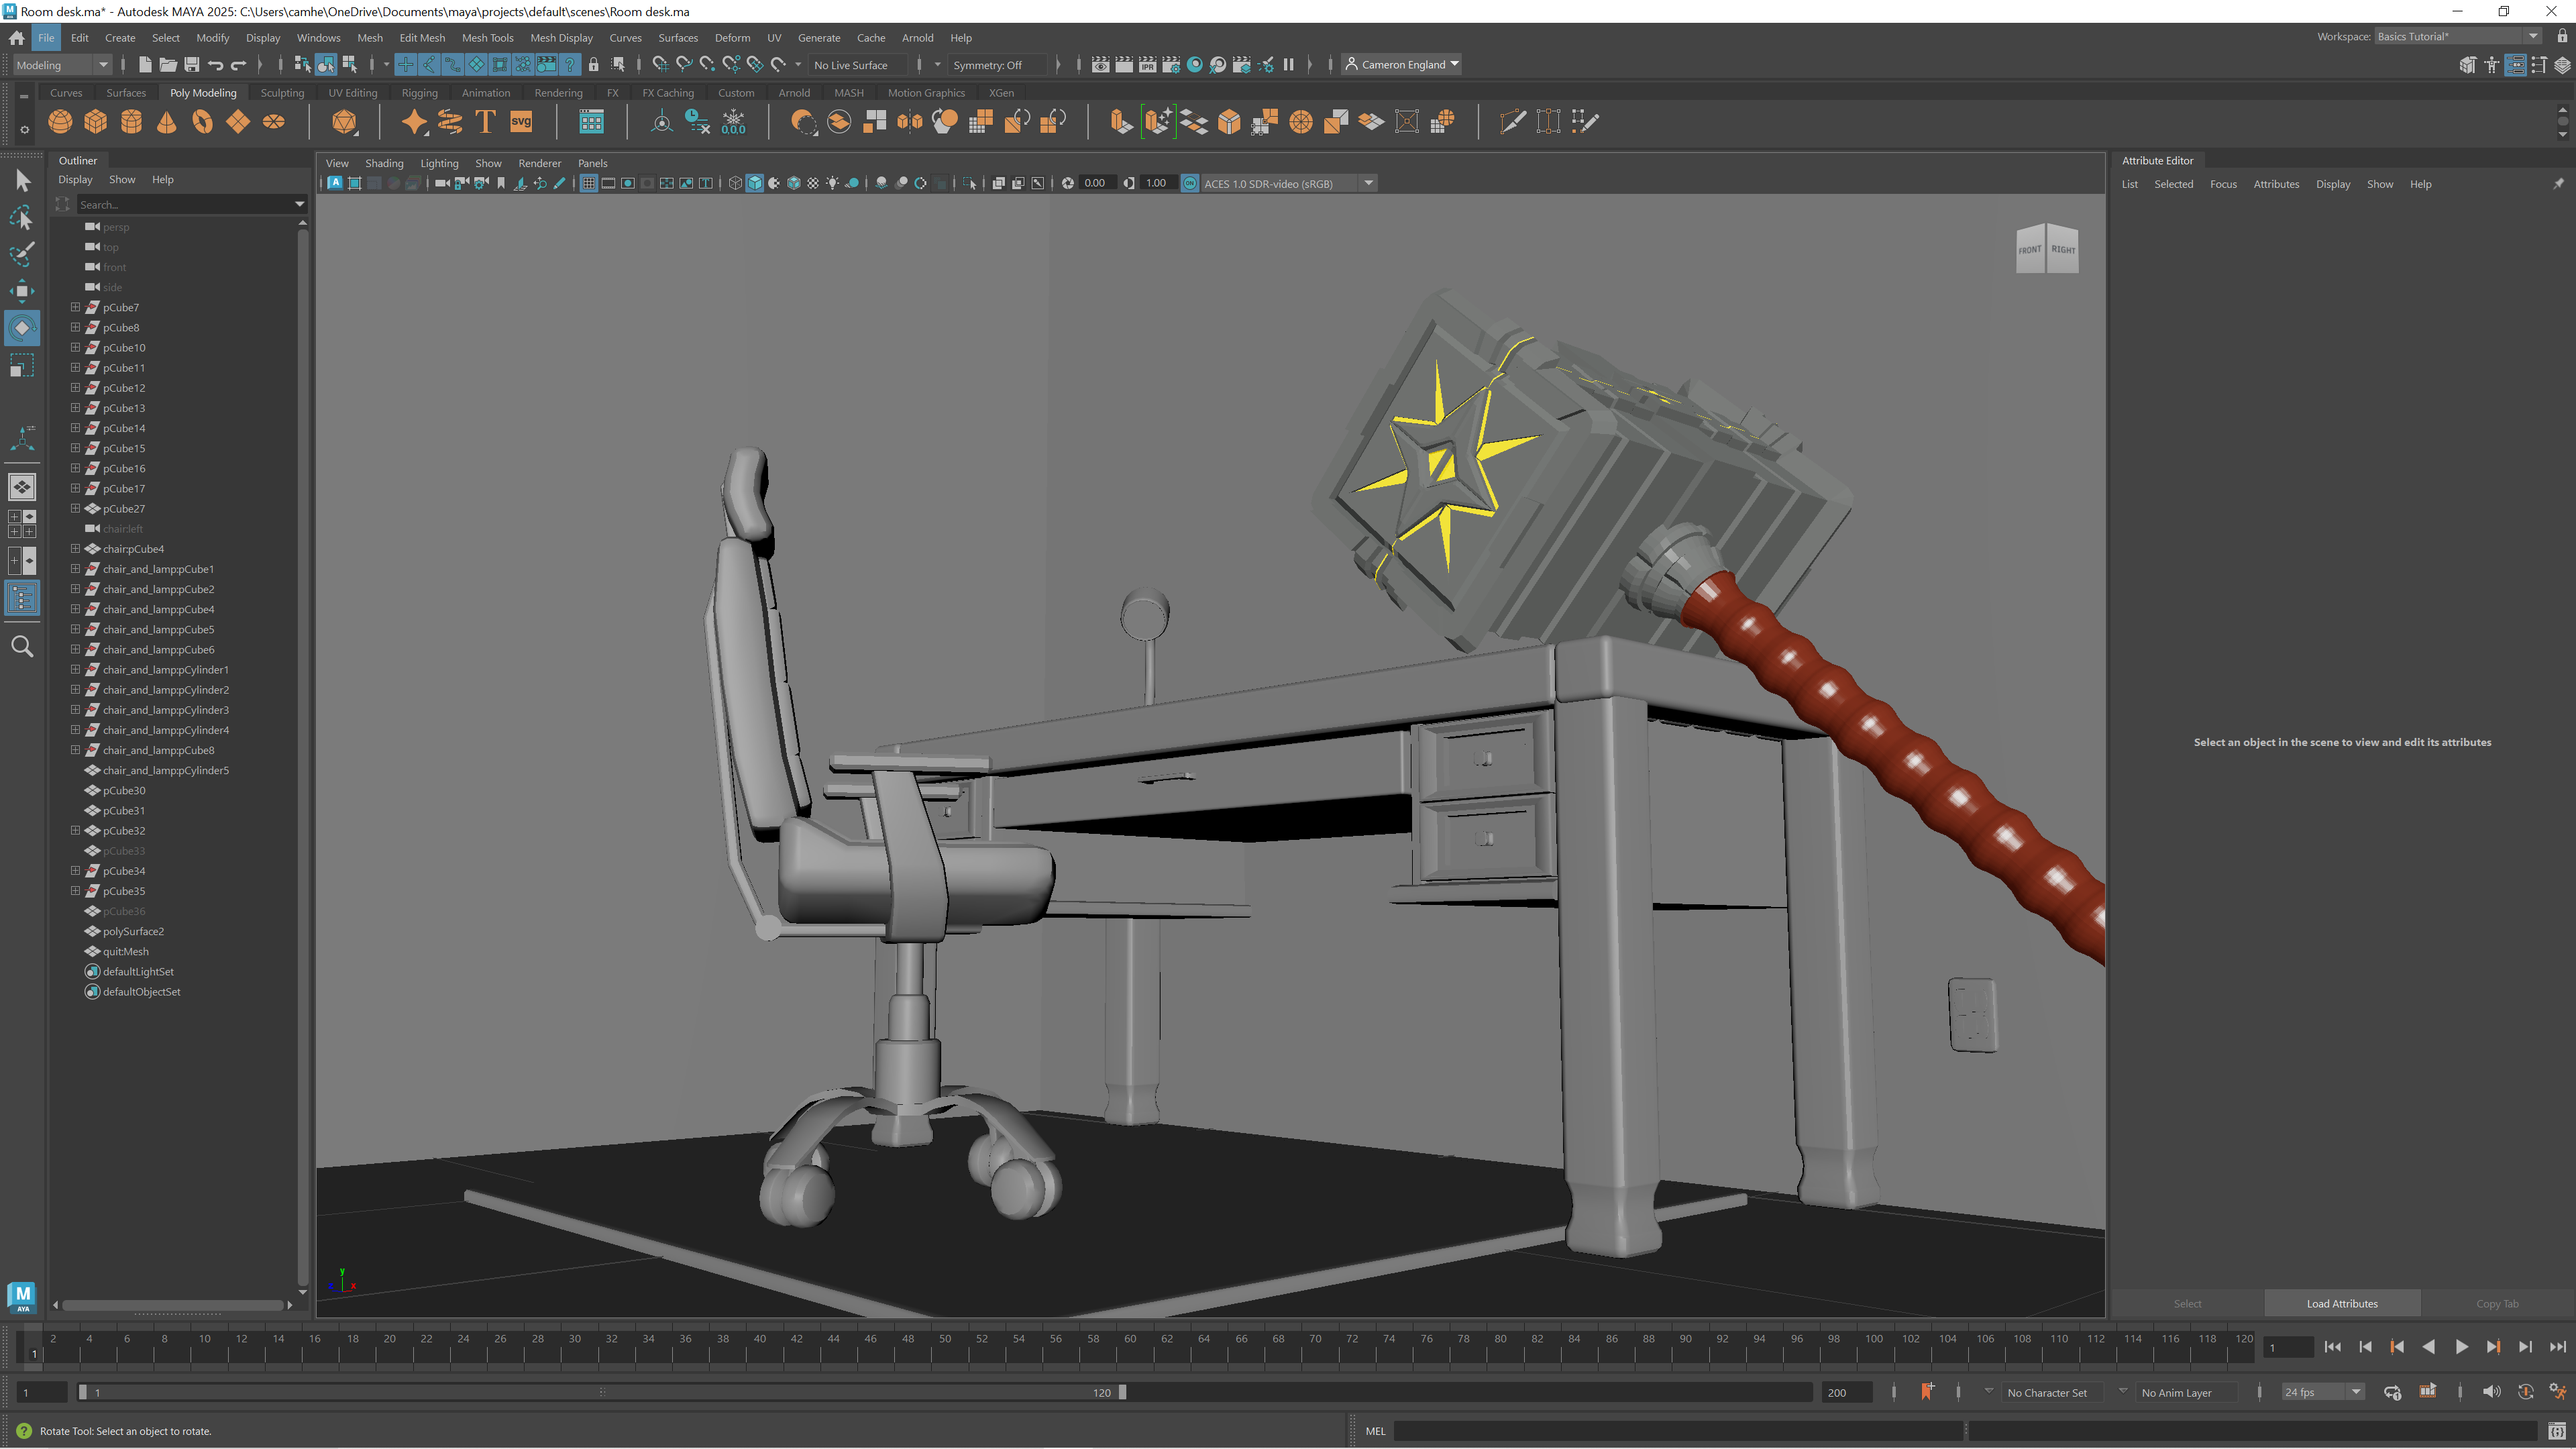 Room desk.ma* - Autodesk MAYA 2025: C:\Users\camhe\OneDrive\Documents\maya\projects\default\scenes\Room desk.ma
File Edit Create Select Modify Display Windows Mesh Edit Mesh Mesh Tools Mesh Display Curves Surfaces Deform UV Generate Cache Arnold Help
Workspace: Basics Tutorial*
Modeling No Live Surface Symmetry: Off IPR Cameron England
Curves Surfaces Poly Modeling Sculpting UV Editing Rigging Animation Rendering FX FX Caching Custom Arnold MASH Motion Graphics XGen
T SVG 0,0,0
Outliner
Display Show Help
Search...
persp
top
front
side
pCube7
pCube8
pCube10
pCube11
pCube12
pCube13
pCube14
pCube15
pCube16
pCube17
pCube27
chair:left
chair:pCube4
chair_and_lamp:pCube1
chair_and_lamp:pCube2
chair_and_lamp:pCube4
chair_and_lamp:pCube5
chair_and_lamp:pCube6
chair_and_lamp:pCylinder1
chair_and_lamp:pCylinder2
chair_and_lamp:pCylinder3
chair_and_lamp:pCylinder4
chair_and_lamp:pCube8
chair_and_lamp:pCylinder5
pCube30
pCube31
pCube32
pCube33
pCube34
pCube35
pCube36
polySurface2
quit:Mesh
defaultLightSet
defaultObjectSet
View Shading Lighting Show Renderer Panels
0.00 1.00 ON ACES 1.0 SDR-video (sRGB)
FRONT RIGHT
y
x
Attribute Editor
List Selected Focus Attributes Display Show Help
Select an object in the scene to view and edit its attributes
Select Load Attributes Copy Tab
M
AYA
2 4 6 8 10 12 14 16 18 20 22 24 26 28 30 32 34 36 38 40 42 44 46 48 50 52 54 56 58 60 62 64 66 68 70 72 74 76 78 80 82 84 86 88 90 92 94 96 98 100 102 104 106 108 110 112 114 116 118 120
1 1
1 1 120 200 No Character Set No Anim Layer 24 fps
Rotate Tool: Select an object to rotate.
MEL